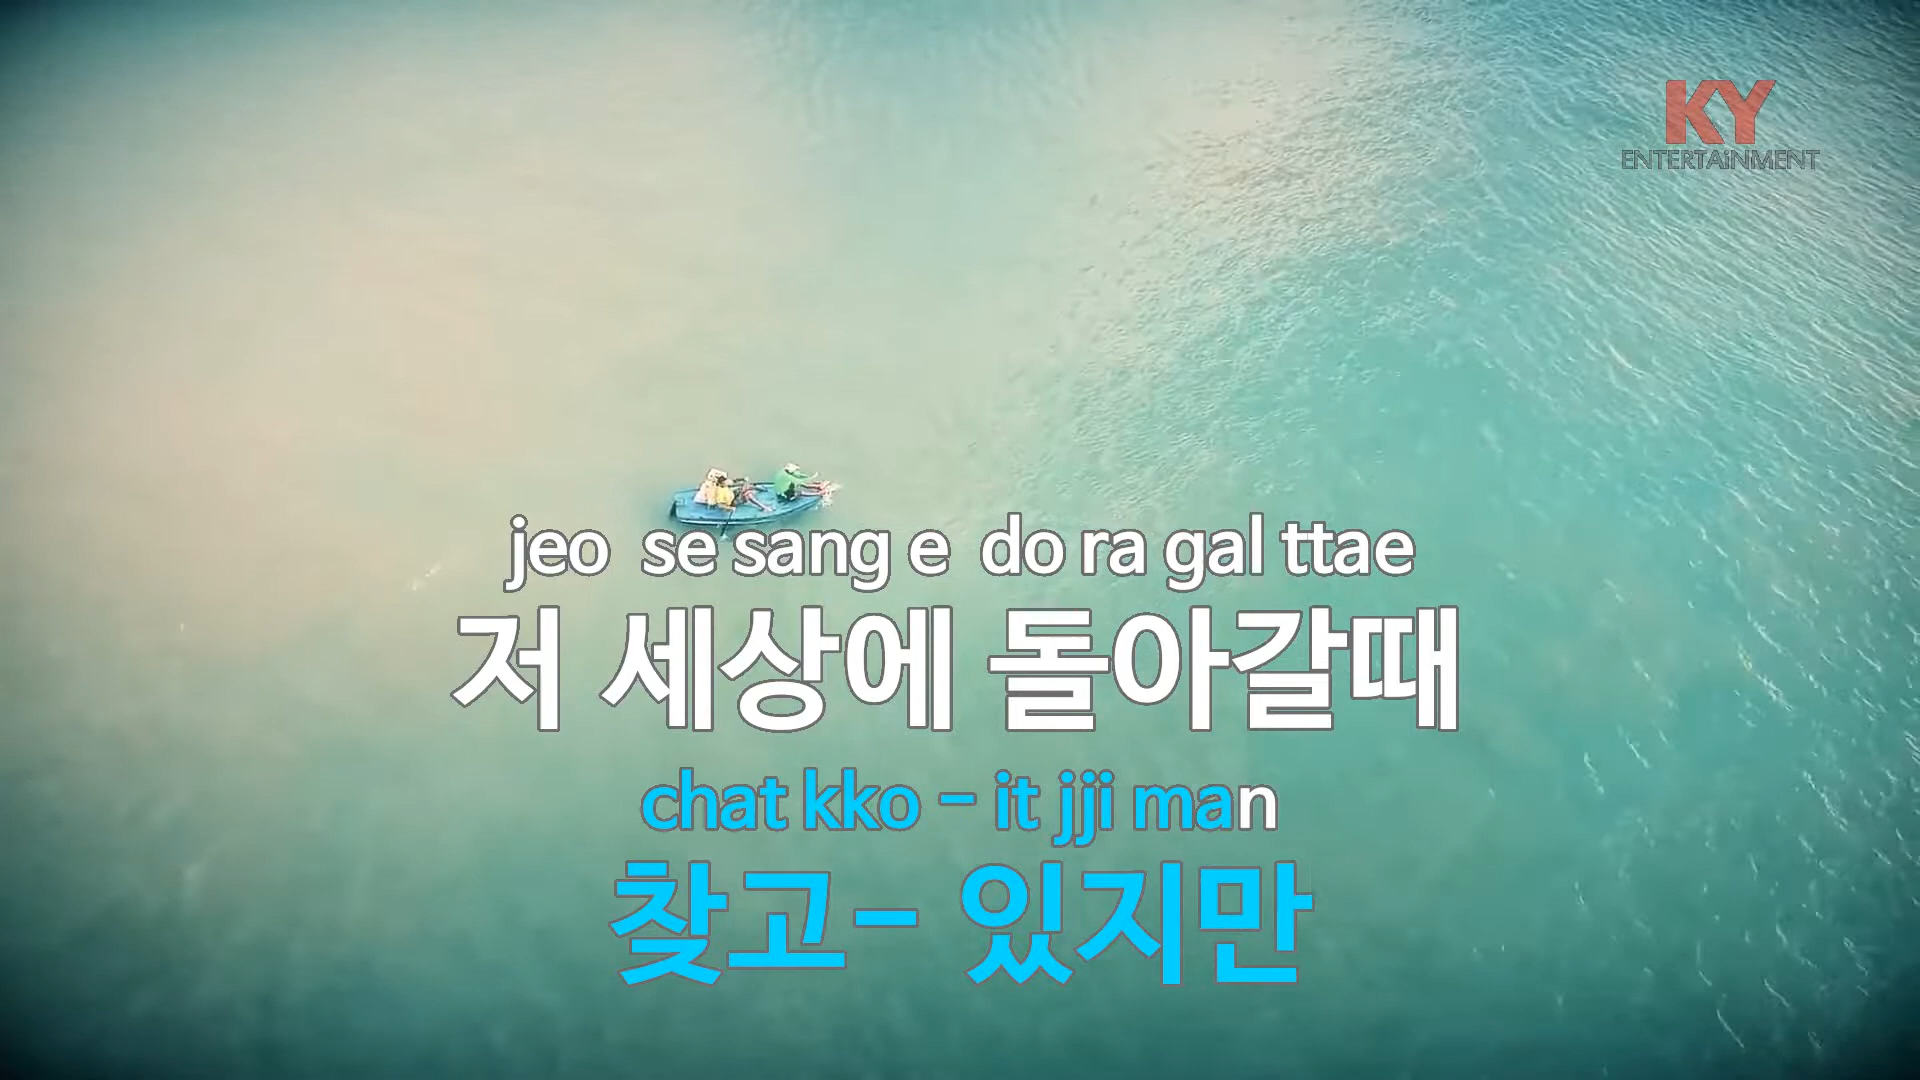 KY
ENTERTAiNMENT
jeo se sang e do ra gal ttae
저 세상에 돌아갈때
chat kko - it jji man
찾고- 있지만